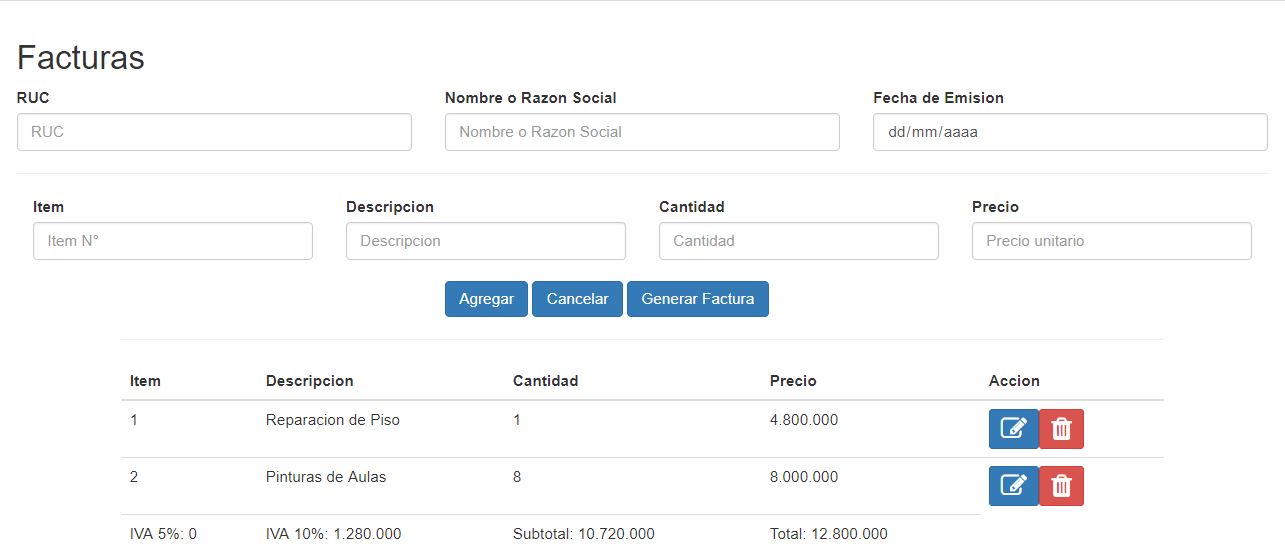 Facturas
RUC Nombre o Razon Social Fecha de Emision
RUC Nombre o Razon Social dd/mm/aaaa
Item Descripcion Cantidad Precio
Item N° Descripcion Cantidad Precio unitario
Agregar Cancelar Generar Factura
Item Descripcion Cantidad Precio Accion
1 Reparacion de Piso 1 4.800.000
2 Pinturas de Aulas 8 8.000.000
IVA 5%: 0 IVA 10%: 1.280.000 Subtotal: 10.720.000 Total: 12.800.000